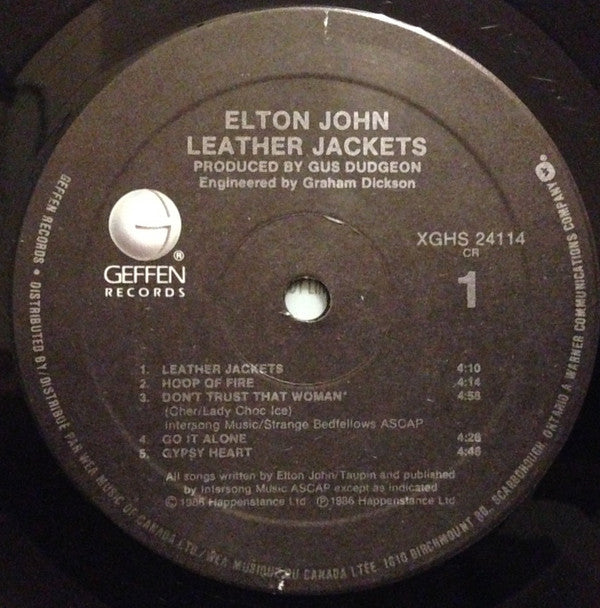 ELTON JOHN
LEATHER JACKETS
PRODUCED BY GUS DUDGEON
Engineered by Graham Dickson
GEFFEN
RECORDS
®
XGHS 24114
CR
1
1. LEATHER JACKETS 4:10
2. HOOP OF FIRE 4:14
3. DON'T TRUST THAT WOMAN* 4:58
(Cher/Lady Choc Ice)
Intersong Music/Strange Bedfellows ASCAP
4. GO IT ALONE 4:26
5. GYPSY HEART 4:46
All songs written by Elton John/Taupin and published
by Intersong Music ASCAP except as indicated
© 1986 Happenstance Ltd ℗ 1986 Happenstance Ltd
GEFFEN RECORDS • DISTRIBUTED BY/DISTRIBUE PAR WEA MUSIC OF CANADA LTD./WEA MUSIQUE DU CANADA LTEE. 1810 BIRCHMOUNT RD. SCARBOROUGH, ONTARIO A WARNER COMMUNICATIONS COMPANY